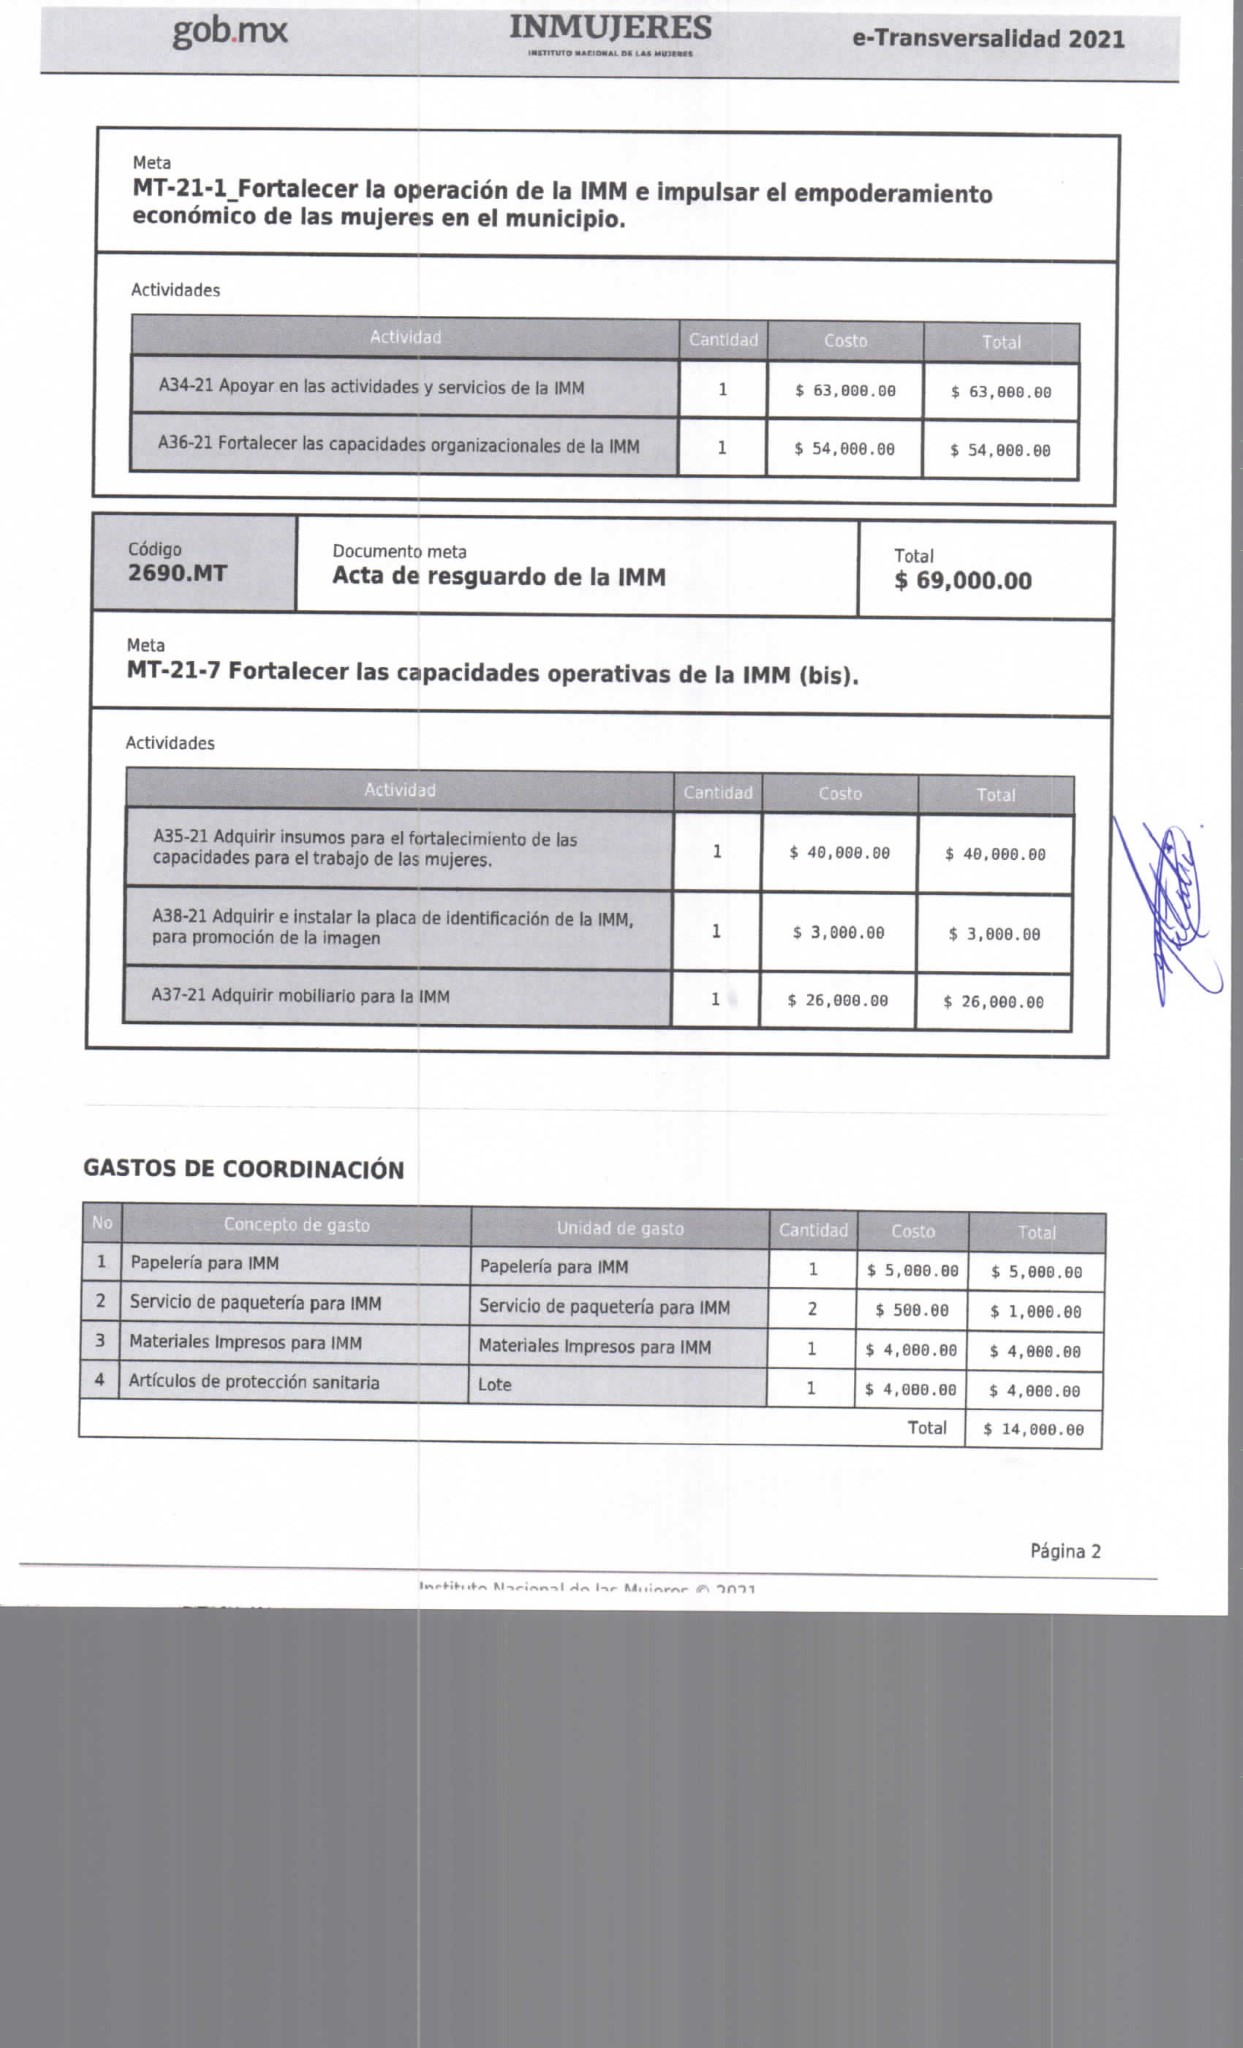 gob.mx
INMUJERES
INSTITUTO NACIONAL DE LAS MUJERES
e-Transversalidad 2021
Meta
MT-21-1_Fortalecer la operación de la IMM e impulsar el empoderamiento
económico de las mujeres en el municipio.
Actividades
Actividad Cantidad Costo Total
A34-21 Apoyar en las actividades y servicios de la IMM 1 $ 63,000.00 $ 63,000.00
A36-21 Fortalecer las capacidades organizacionales de la IMM 1 $ 54,000.00 $ 54,000.00
Código
2690.MT
Documento meta
Acta de resguardo de la IMM
Total
$ 69,000.00
Meta
MT-21-7 Fortalecer las capacidades operativas de la IMM (bis).
Actividades
Actividad Cantidad Costo Total
A35-21 Adquirir insumos para el fortalecimiento de las
capacidades para el trabajo de las mujeres. 1 $ 40,000.00 $ 40,000.00
A38-21 Adquirir e instalar la placa de identificación de la IMM,
para promoción de la imagen 1 $ 3,000.00 $ 3,000.00
A37-21 Adquirir mobiliario para la IMM 1 $ 26,000.00 $ 26,000.00
GASTOS DE COORDINACIÓN
No Concepto de gasto Unidad de gasto Cantidad Costo Total
1 Papelería para IMM Papelería para IMM 1 $ 5,000.00 $ 5,000.00
2 Servicio de paquetería para IMM Servicio de paquetería para IMM 2 $ 500.00 $ 1,000.00
3 Materiales Impresos para IMM Materiales Impresos para IMM 1 $ 4,000.00 $ 4,000.00
4 Artículos de protección sanitaria Lote 1 $ 4,000.00 $ 4,000.00
Total $ 14,000.00
Página 2
Instituto Nacional de las Mujeres © 2021